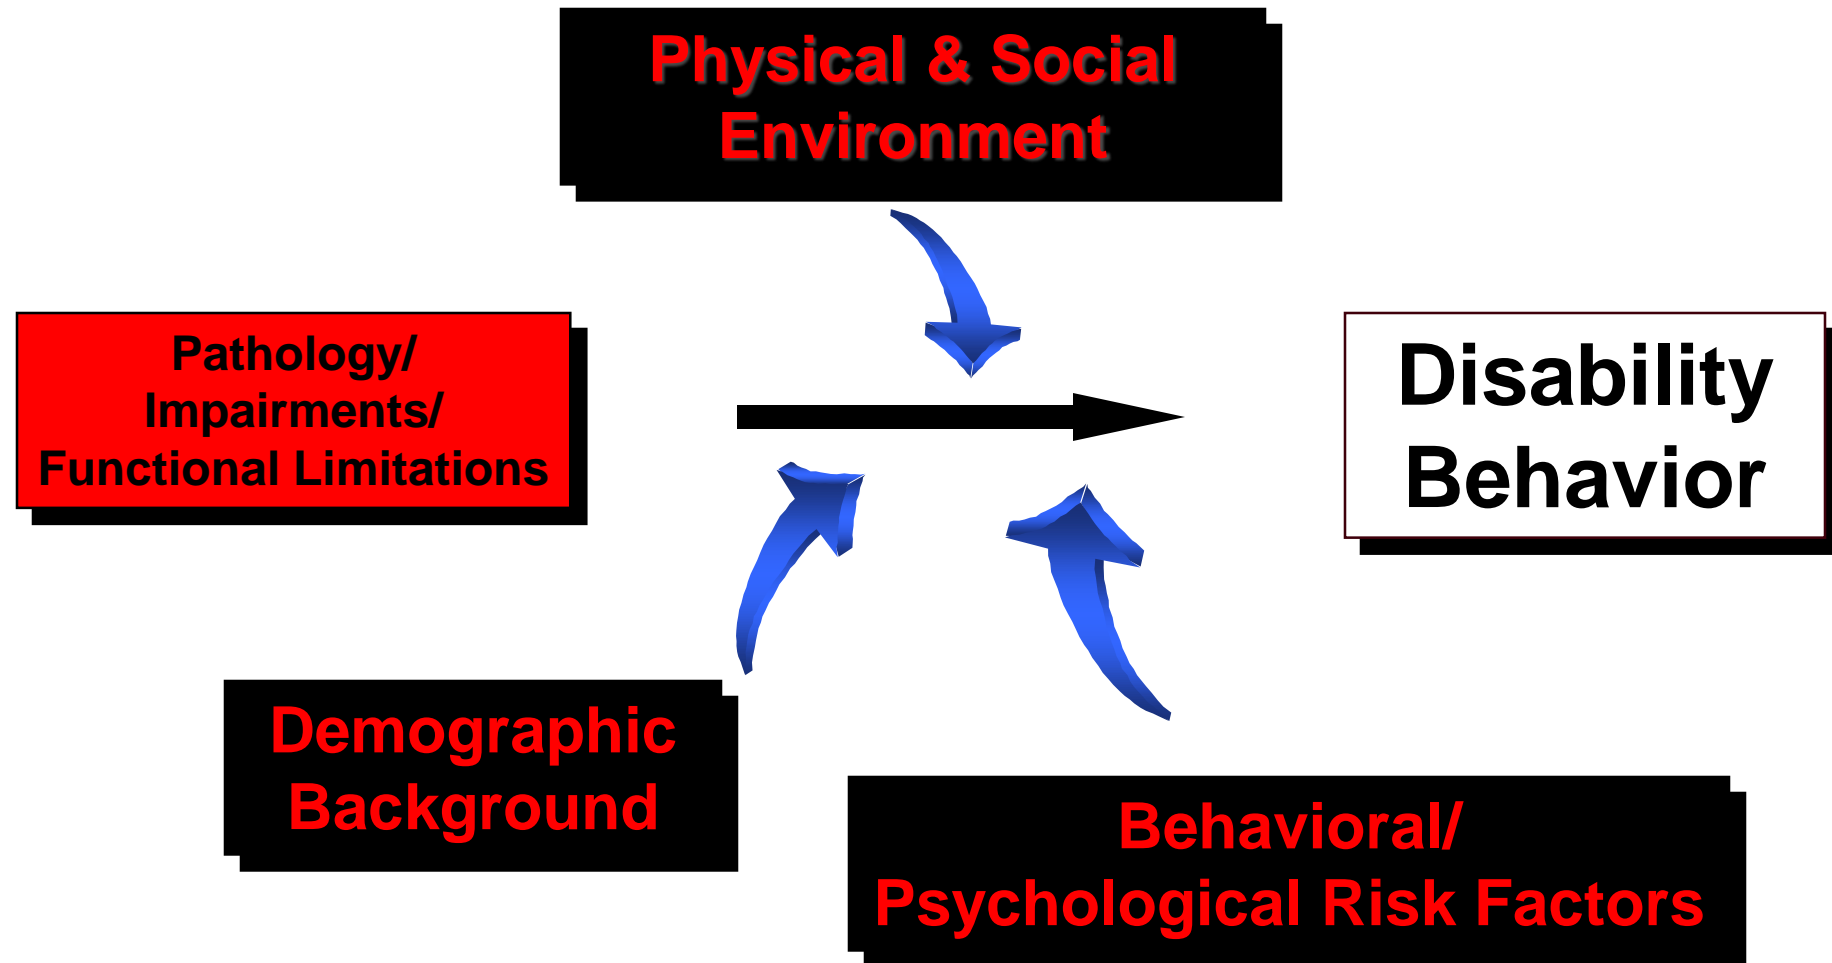 Physical & Social
Environment
Pathology/
Impairments/
Functional Limitations
Disability
Behavior
Demographic
Background
Behavioral/
Psychological Risk Factors